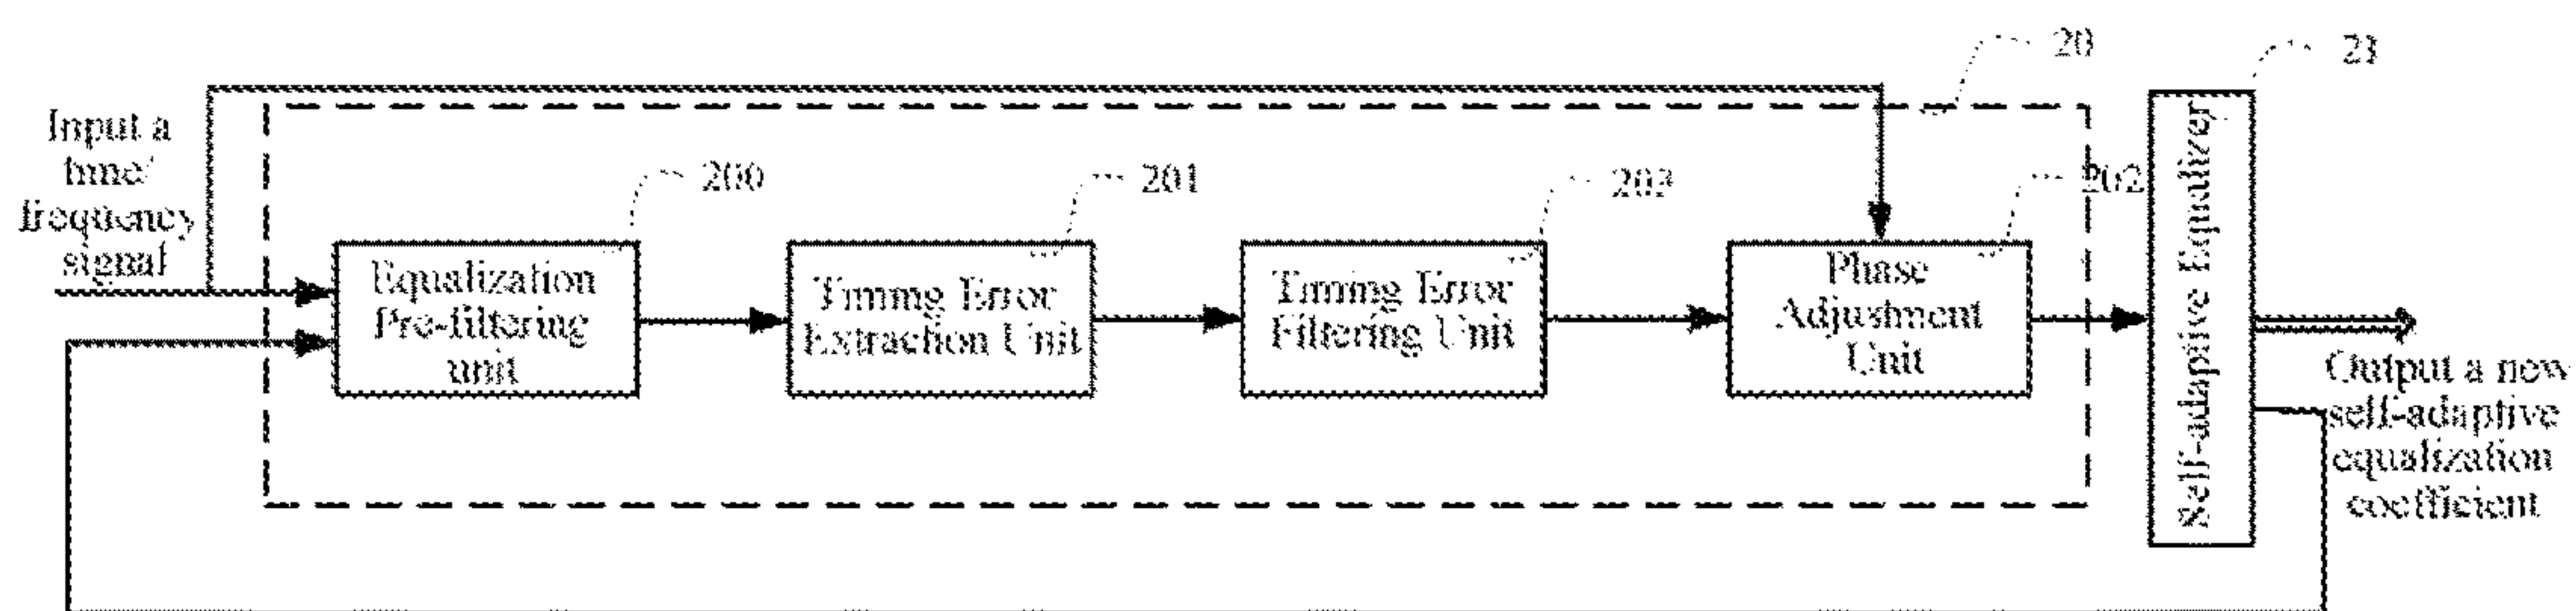 20
21
Input a
time/
frequency
signal
200
201
203
202
Equalization
Pre-filtering
unit
Timing Error
Extraction Unit
Timing Error
Filtering Unit
Phase
Adjustment
Unit
Self-adaptive Equalizer
Output a new
self-adaptive
equalization
coefficient